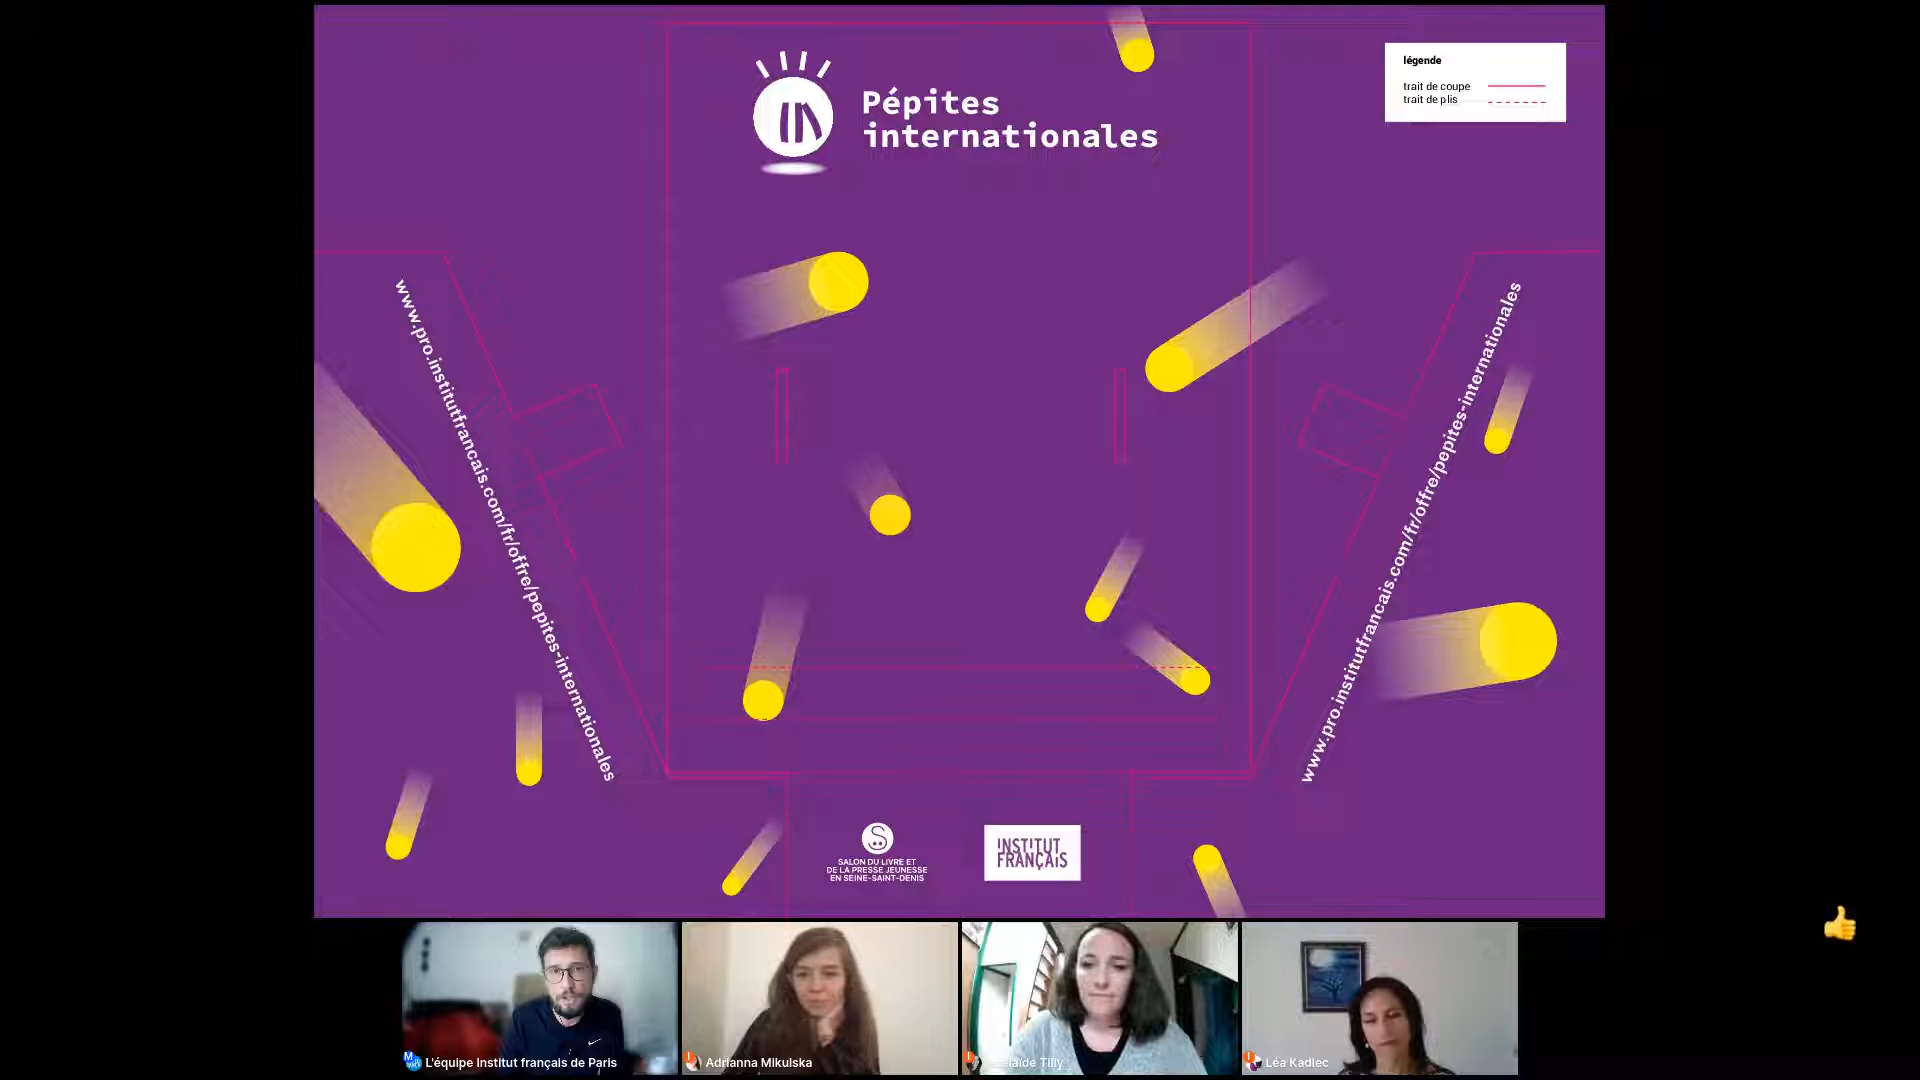 Pépites
internationales
légende
trait de coupe
trait de plis
www.pro.institutfrancais.com/fr/offre/pepites-internationales
www.pro.institutfrancais.com/fr/offre/pepites-internationales
SALON DU LIVRE ET
DE LA PRESSE JEUNESSE
EN SEINE-SAINT-DENIS
INSTITUT
FRANÇAIS
L'équipe Institut français de Paris
Adrianna Mikulska
Tilly
Léa Kadlec